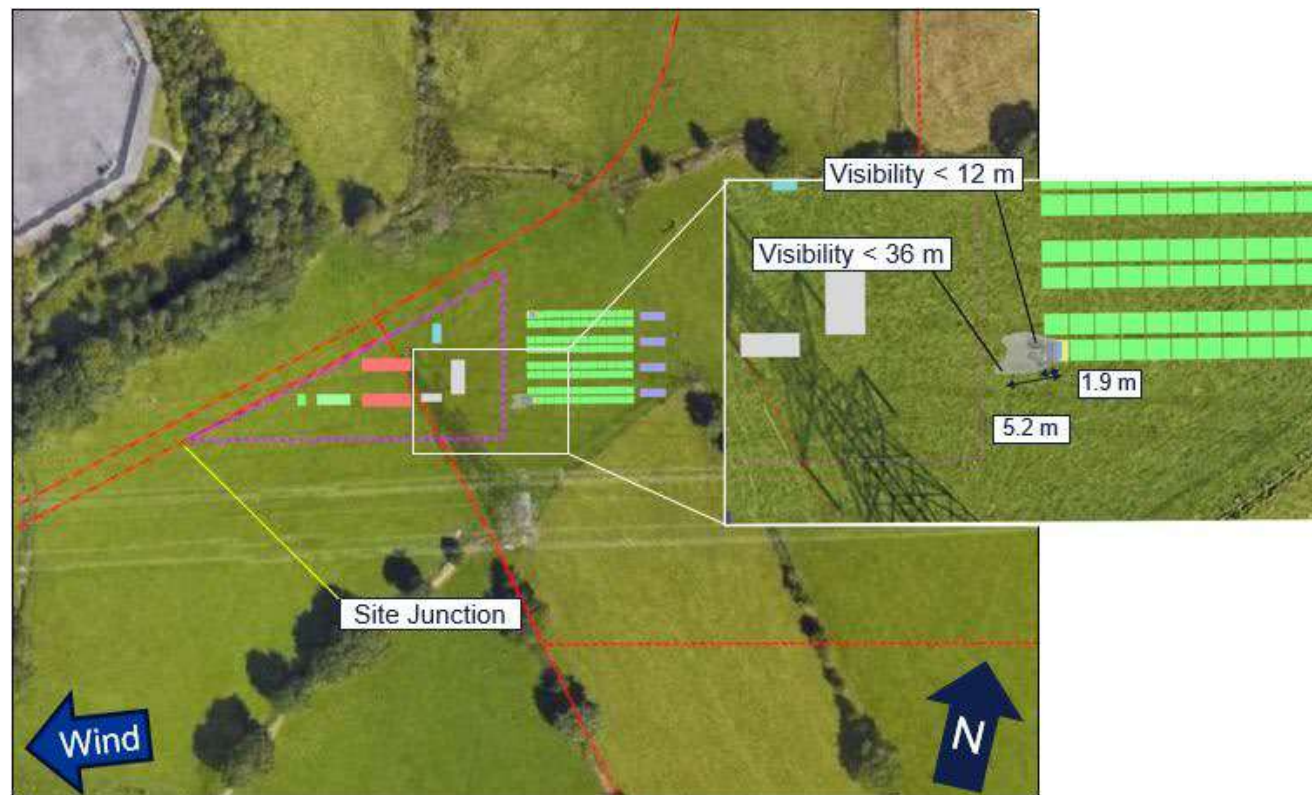 Visibility < 12 m
Visibility < 36 m
1.9 m
5.2 m
Site Junction
Wind
N